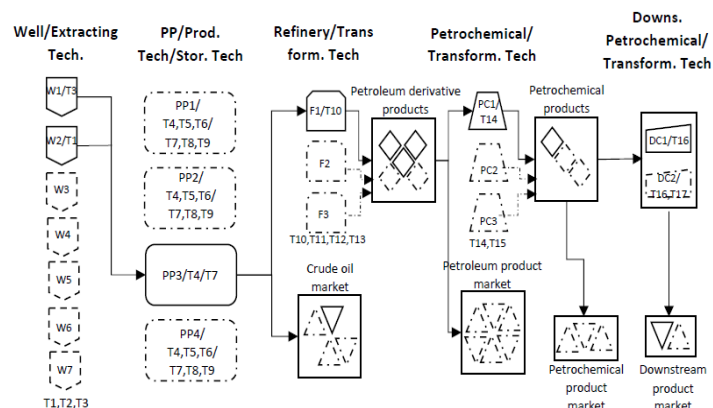 Well/Extracting
Tech.
PP/Prod.
Tech/Stor. Tech
Refinery/Trans
form. Tech
Petrochemical/
Transform. Tech
Downs.
Petrochemical/
Transform. Tech
W1/T3
W2/T1
W3
W4
W5
W6
W7
T1,T2,T3
PP1/
T4,T5,T6/
T7,T8,T9
PP2/
T4,T5,T6/
T7,T8,T9
PP3/T4/T7
PP4/
T4,T5,T6/
T7,T8,T9
F1/T10
F2
F3
T10,T11,T12,T13
Crude oil
market
Petroleum derivative
products
PC1/
T14
PC2
PC3
T14,T15
Petroleum product
market
Petrochemical
products
Petrochemical
product
market
DC1/T16
DC2/
T16,T17
Downstream
product
market